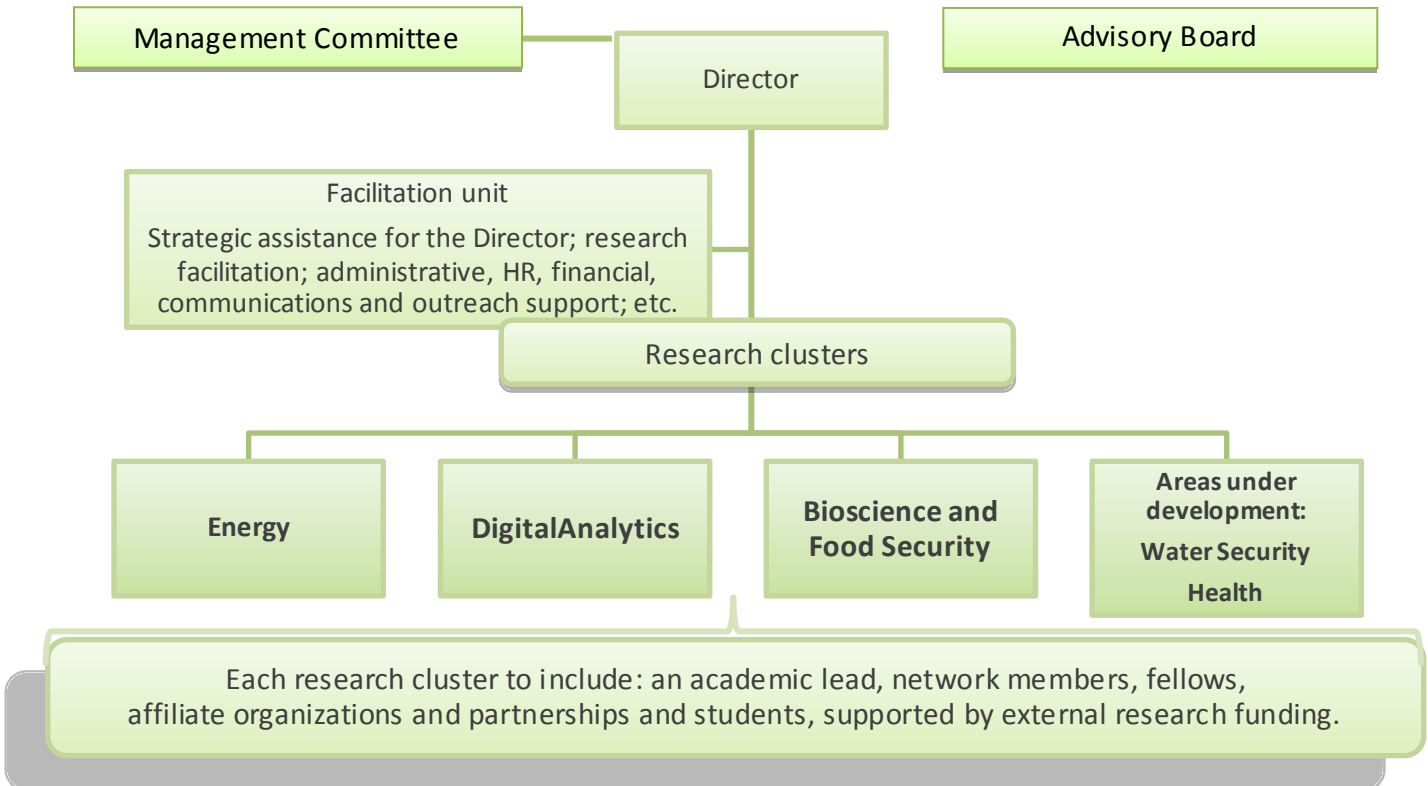 Management Committee
Advisory Board
Director
Facilitation unit
Strategic assistance for the Director; research
facilitation; administrative, HR, financial,
communications and outreach support; etc.
Research clusters
Energy
DigitalAnalytics
Bioscience and
Food Security
Areas under
development:
Water Security
Health
Each research cluster to include: an academic lead, network members, fellows,
affiliate organizations and partnerships and students, supported by external research funding.